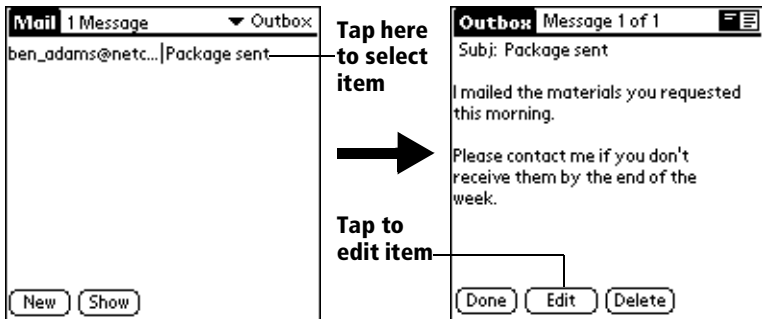 Mail 1 Message Outbox
ben_adams@netc... Package sent
New Show
Tap here
to select
item
Tap to
edit item
Outbox Message 1 of 1
Subj: Package sent
I mailed the materials you requested
this morning.
Please contact me if you don't
receive them by the end of the
week.
Done Edit Delete